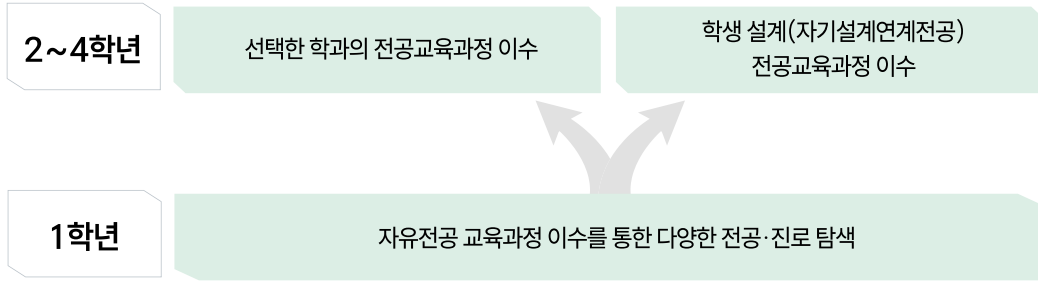 2~4학년
선택한 학과의 전공교육과정 이수
학생 설계(자기설계연계전공)
전공교육과정 이수
1학년
자유전공 교육과정 이수를 통한 다양한 전공·진로 탐색